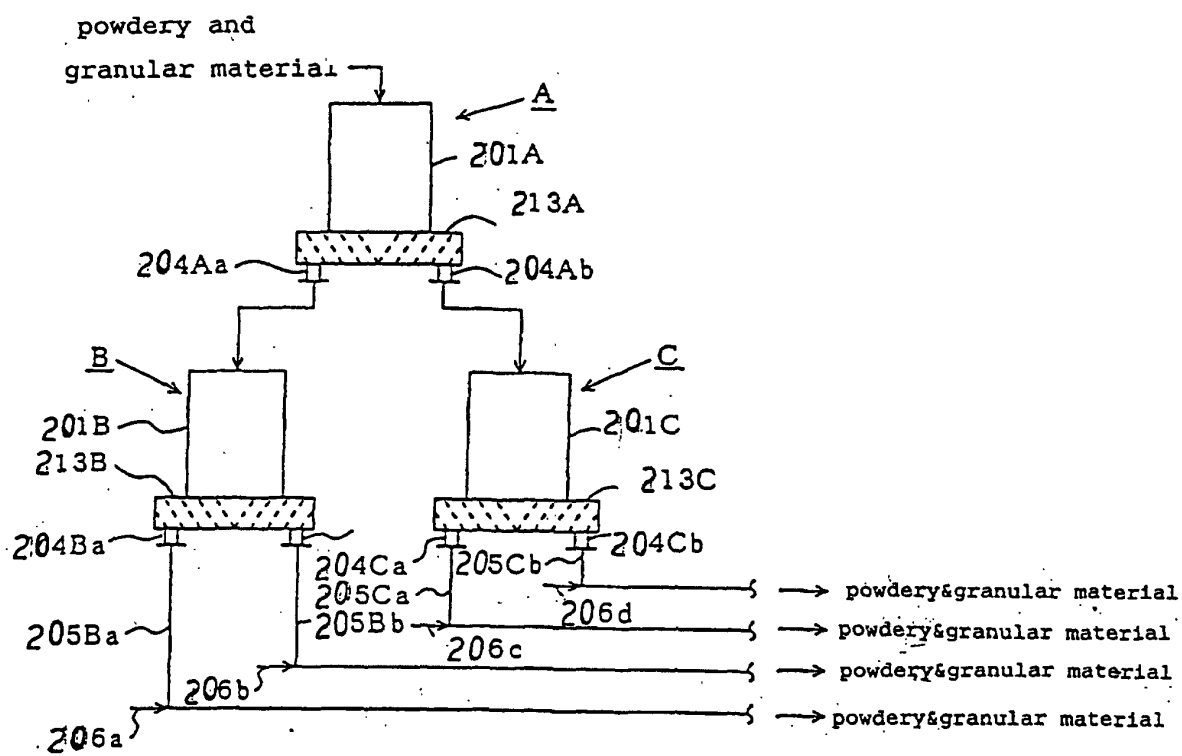 powdery and
granular material
A
201A
213A
204Aa
204Ab
B
C
201B
201C
213B
213C
204Ba
204Ca
205Cb
204Cb
205Ca
powdery&granular material
205Ba
205Bb
206d
powdery&granular material
206c
206b
powdery&granular material
206a
powdery&granular material